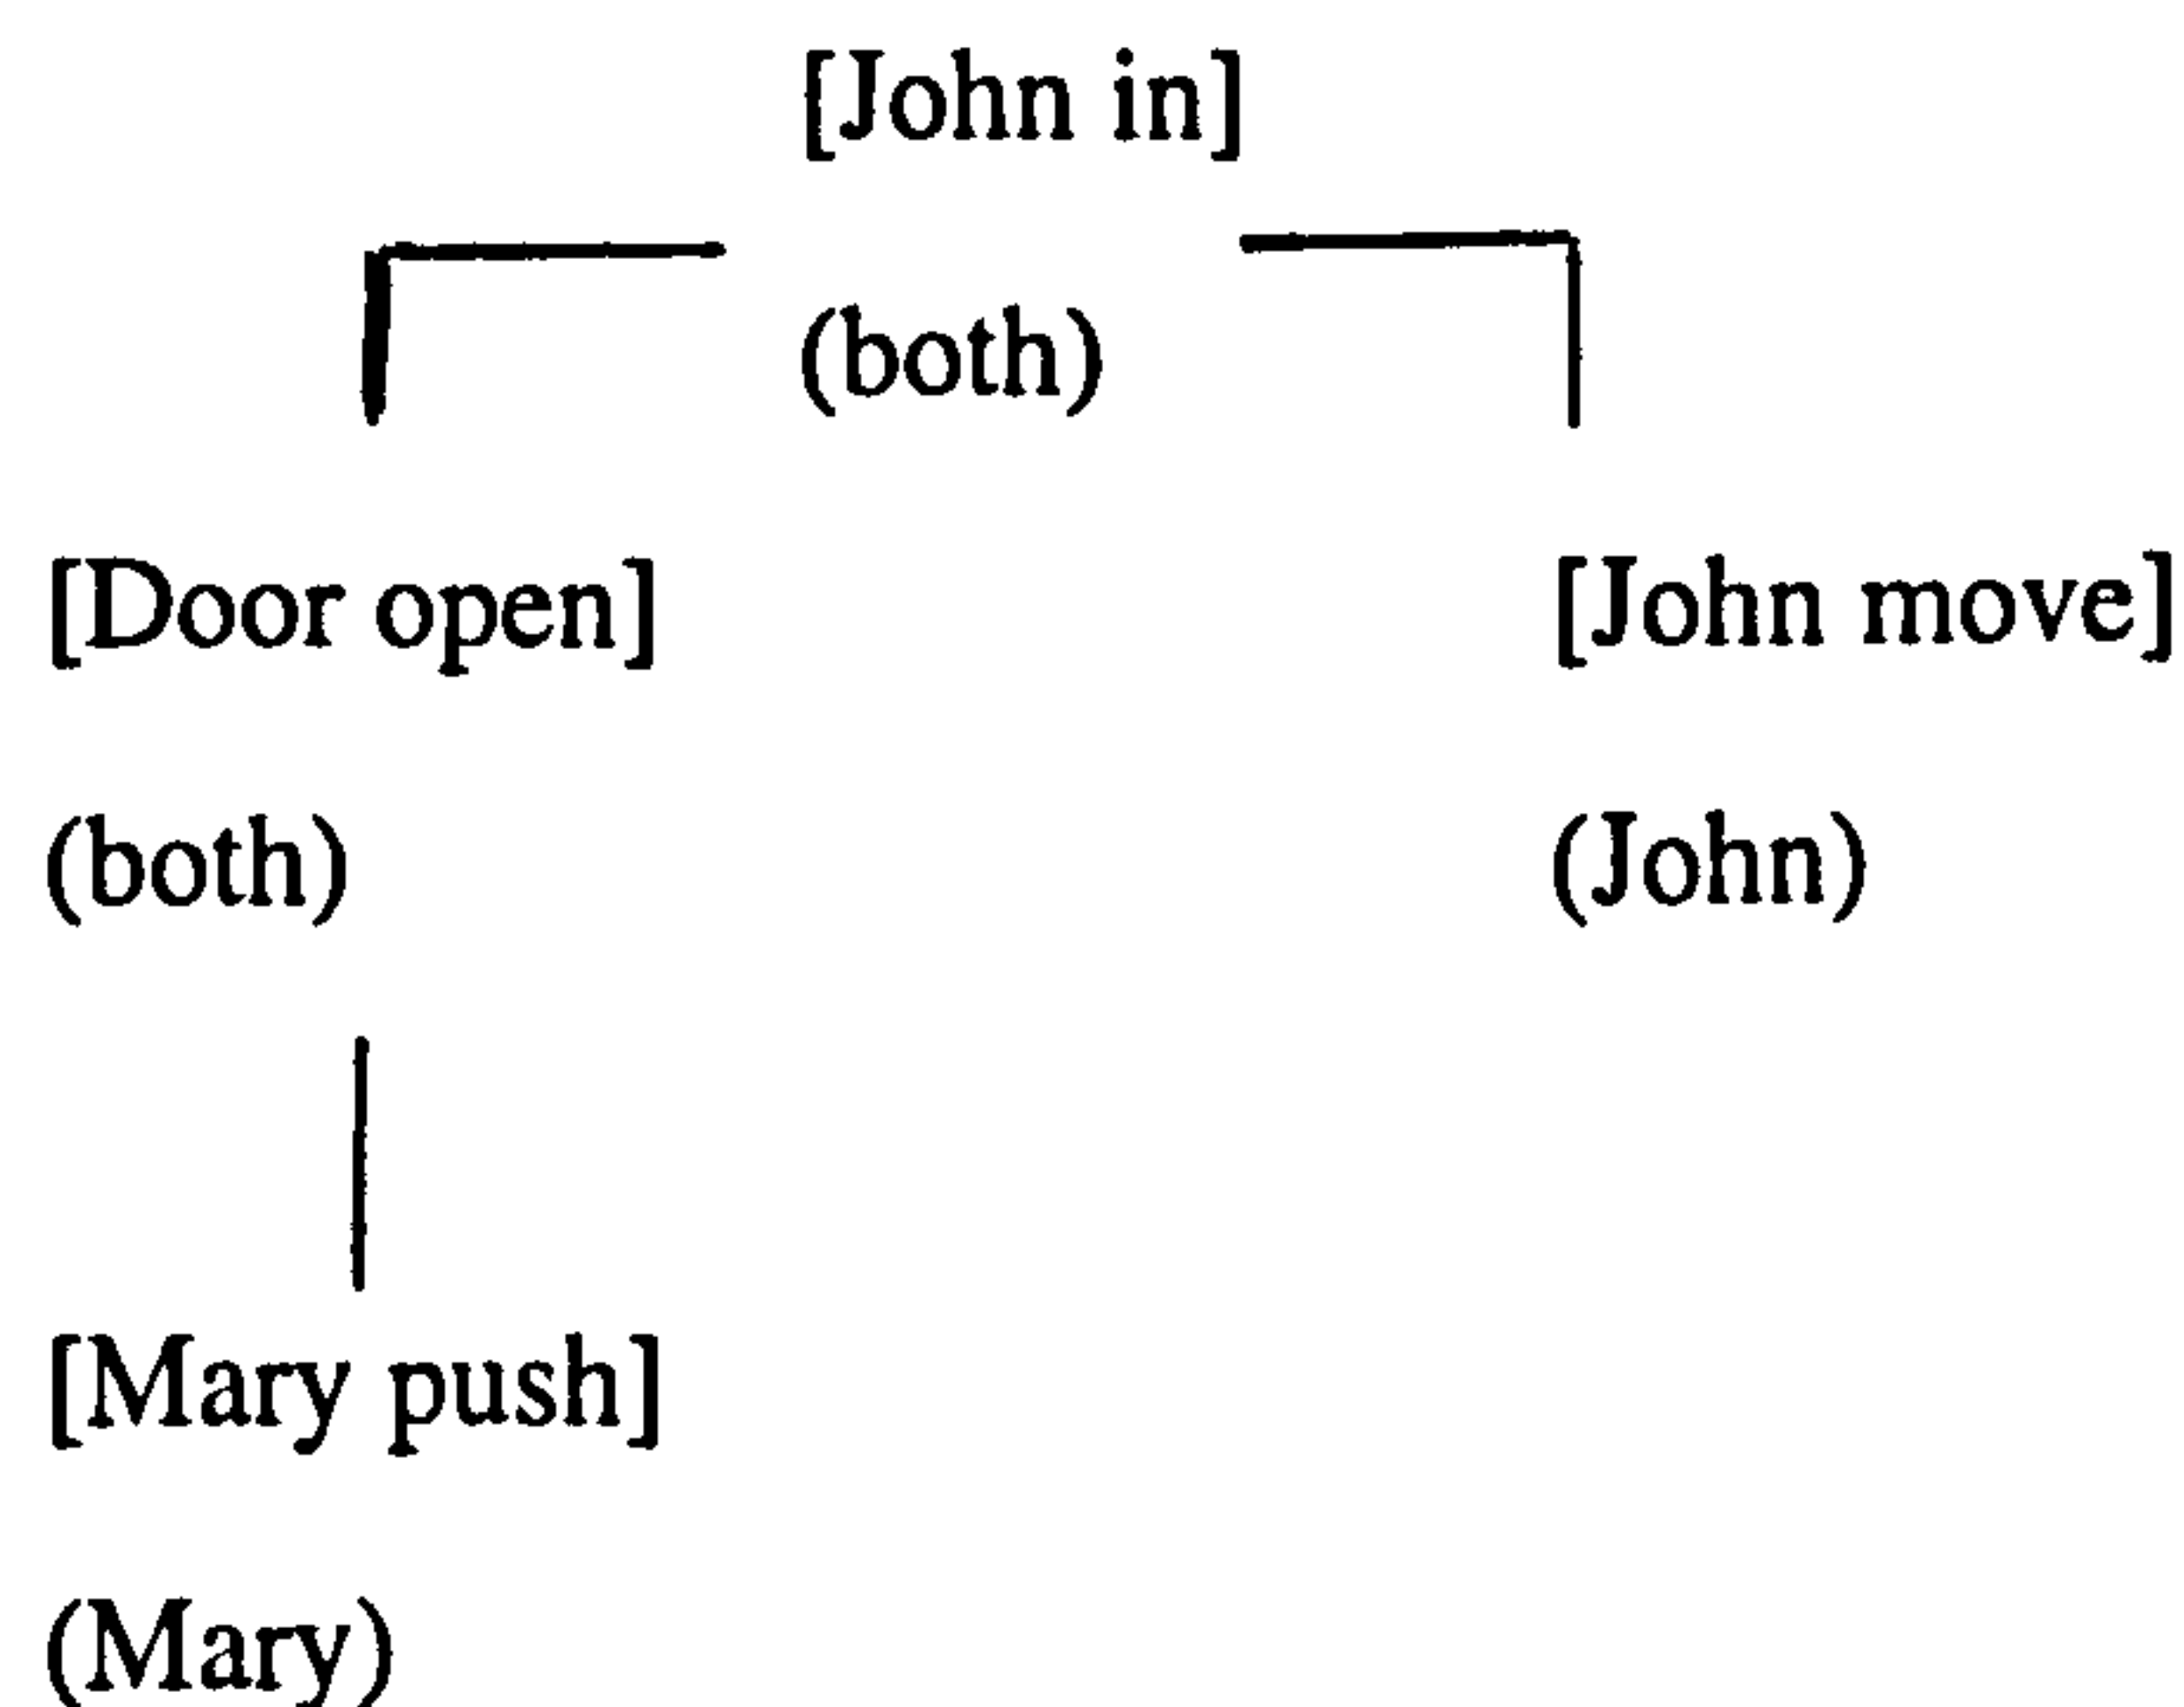 [John in]
(both)
[Door open]
[John move]
(both)
(John)
[Mary push]
(Mary)